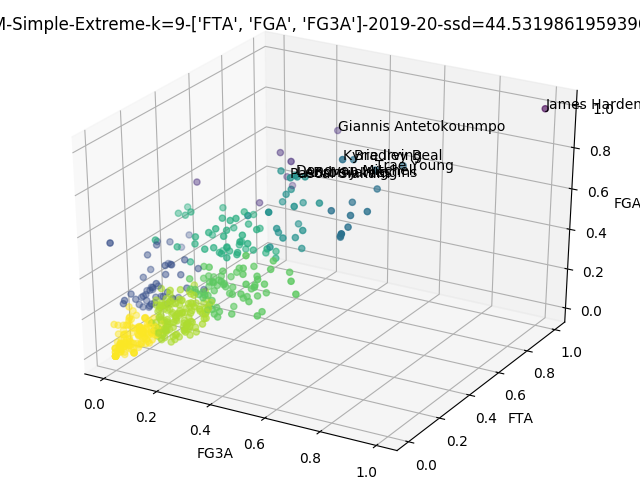 M-Simple-Extreme-k=9-['FTA', 'FGA', 'FG3A']-2019-20-ssd=44.5319861959396
James Harden
1.0
Giannis Antetokounmpo
0.8
Bradley Beal
Trae Young
0.6
FGA
0.4
0.2
0.0
0.0
0.2
0.4
0.6
0.8
1.0
FG3A
0.0
0.2
0.4
0.6
0.8
1.0
FTA